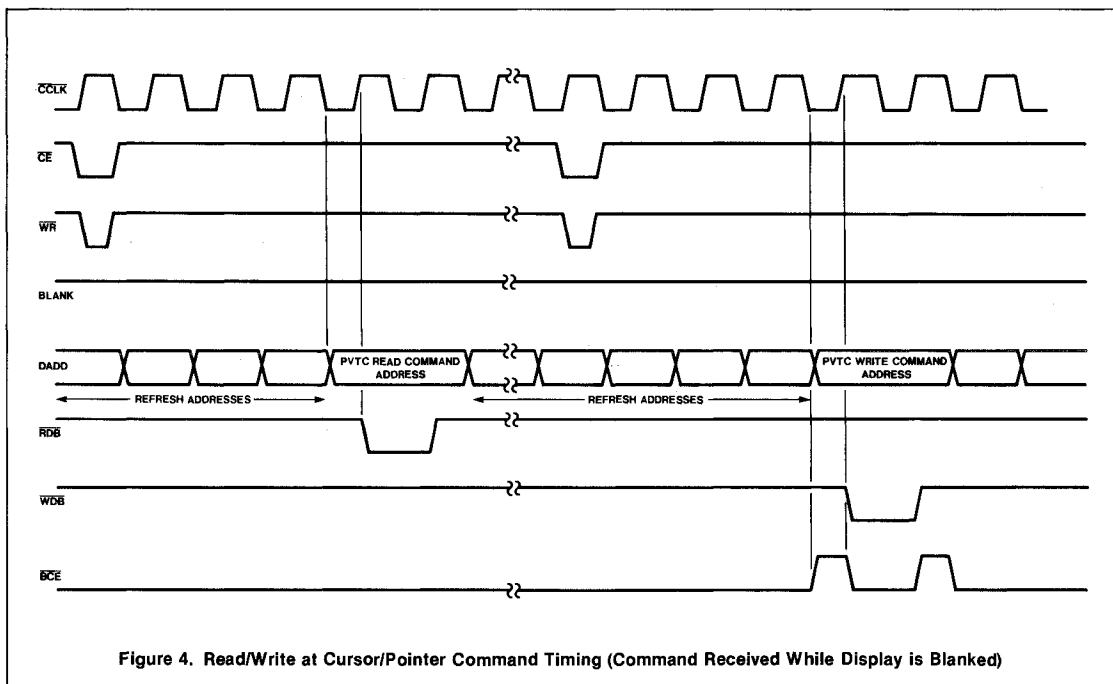 CCLK
CE
WR
BLANK
DADD
PVTC READ COMMAND
ADDRESS
PVTC WRITE COMMAND
ADDRESS
REFRESH ADDRESSES
REFRESH ADDRESSES
RDB
WDB
BCE
Figure 4. Read/Write at Cursor/Pointer Command Timing (Command Received While Display is Blanked)